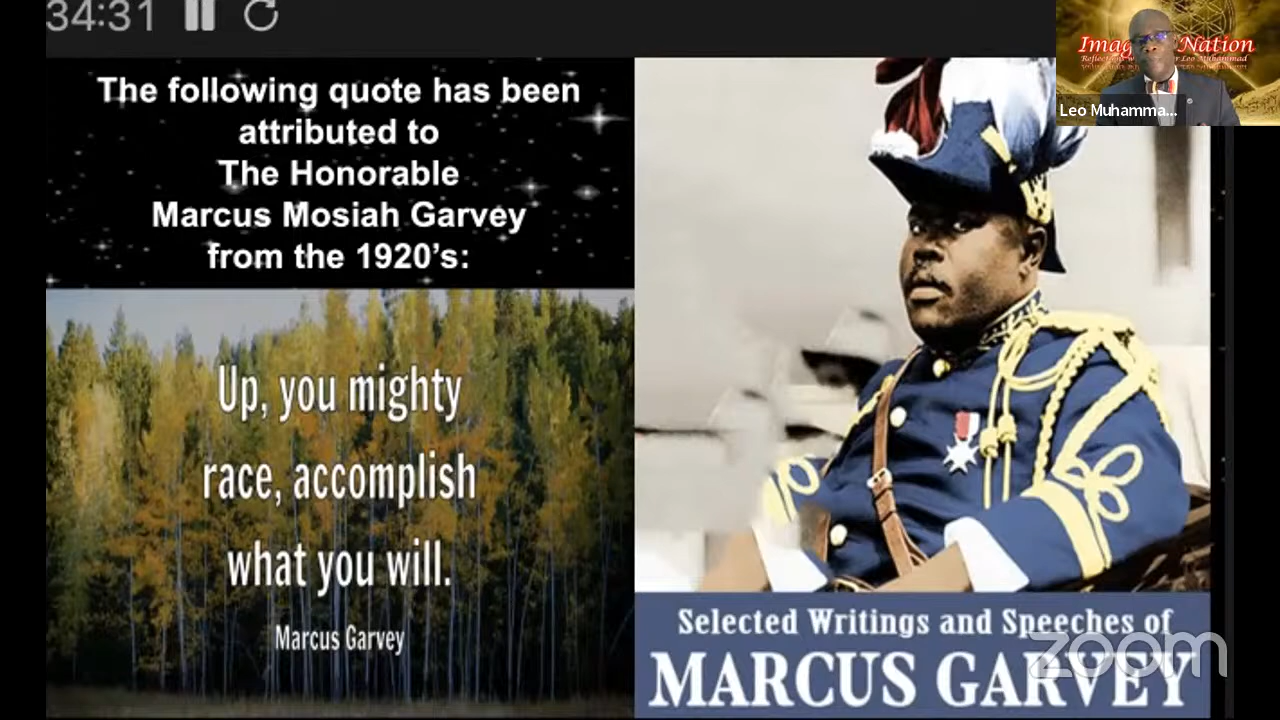 34:31
The following quote has been
attributed to
The Honorable
Marcus Mosiah Garvey
from the 1920's:
Up, you mighty
race, accomplish
what you will.
Marcus Garvey
Selected Writings and Speeches of
MARCUS GARVEY
zoom
Nation
Leo Muhamma...